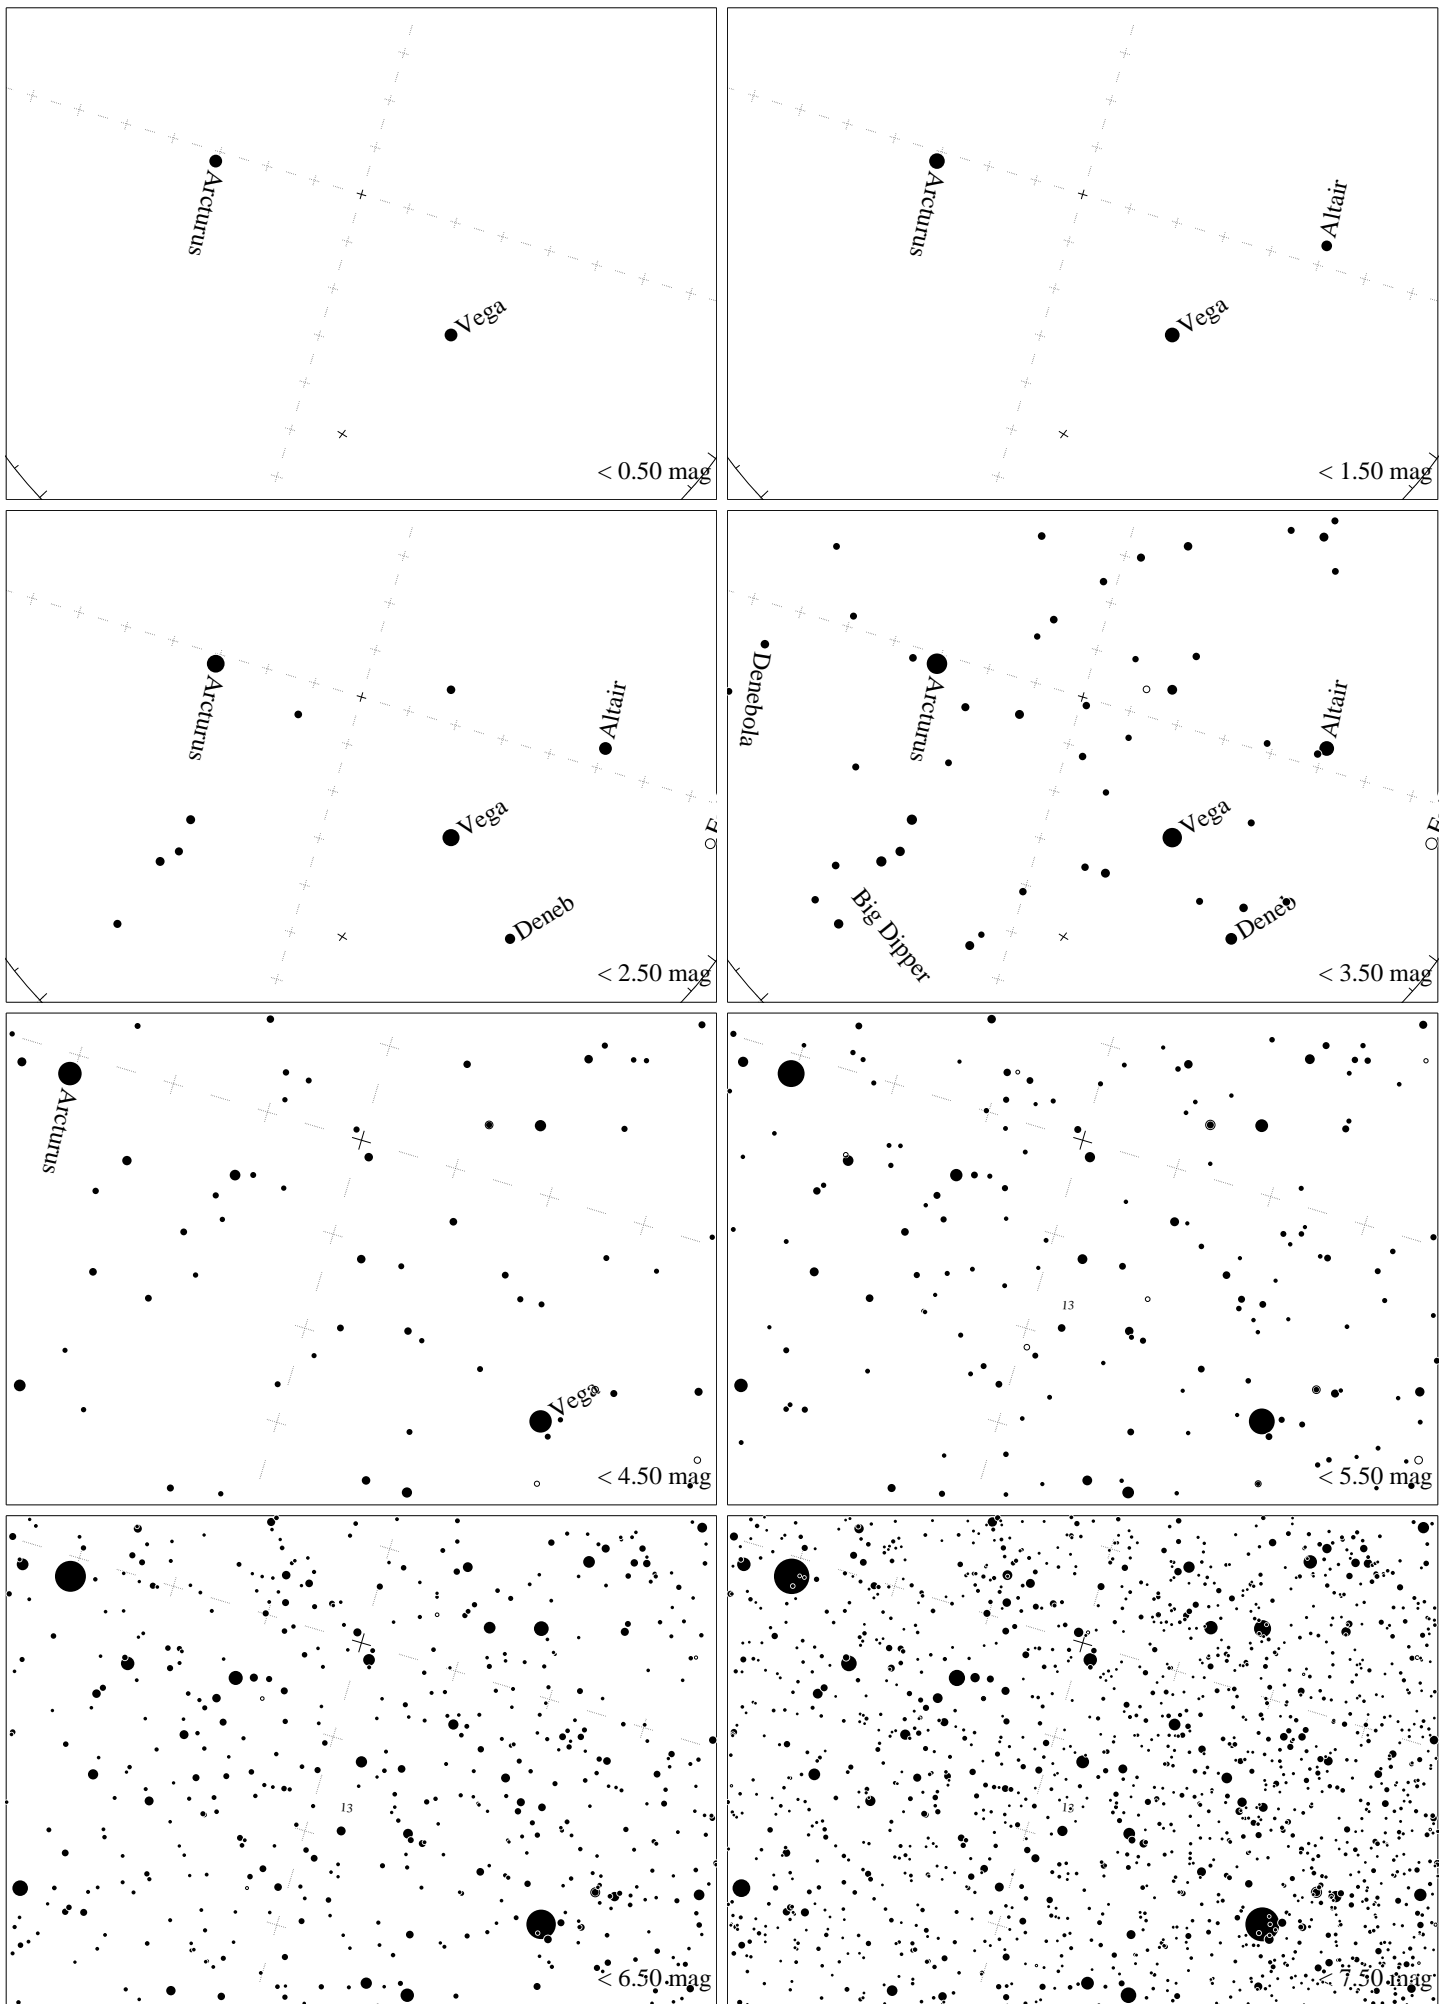 Arcturus
Vega
< 0.50 mag
Arcturus
Altair
Vega
< 1.50 mag
Arcturus
Altair
Vega
Deneb
< 2.50 mag
Denebola
Arcturus
Altair
Vega
Big Dipper
Deneb
< 3.50 mag
Arcturus
Vega
< 4.50 mag
13
< 5.50 mag
13
< 6.50 mag
13
< 7.50 mag